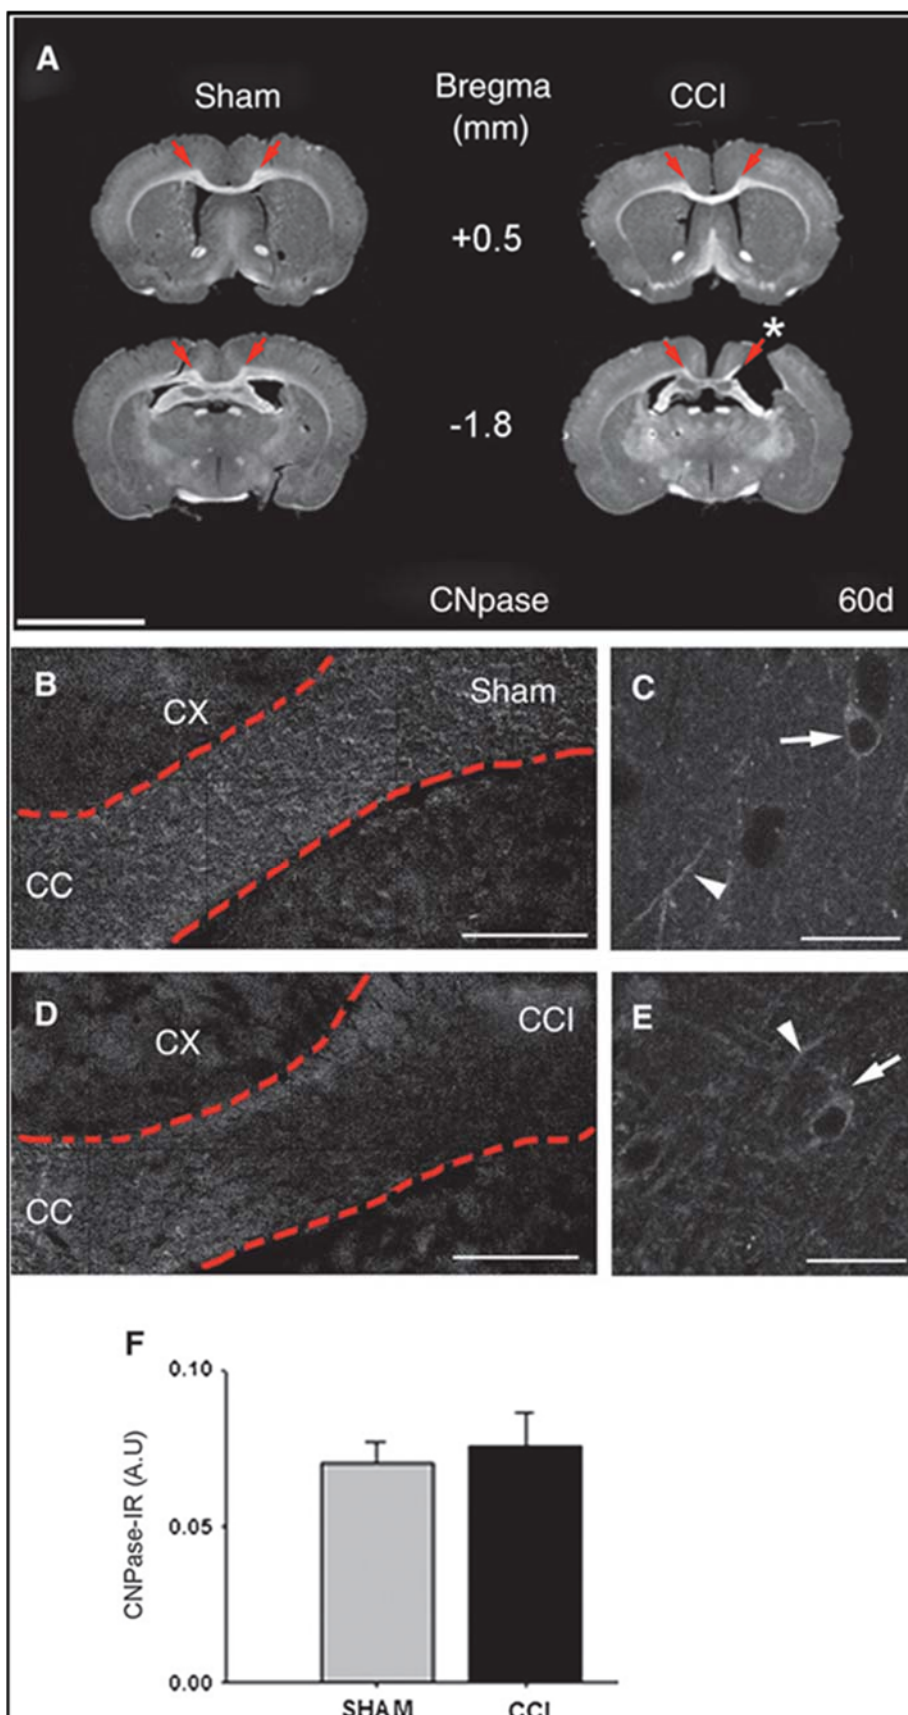 A
Sham
Bregma
(mm)
CCI
+0.5
*
-1.8
CNpase
60d
B
CX
Sham
CC
C
D
CX
CCI
CC
E
F
0.10
0.05
0.00
CNPase-IR (A.U)
SHAM
CCI